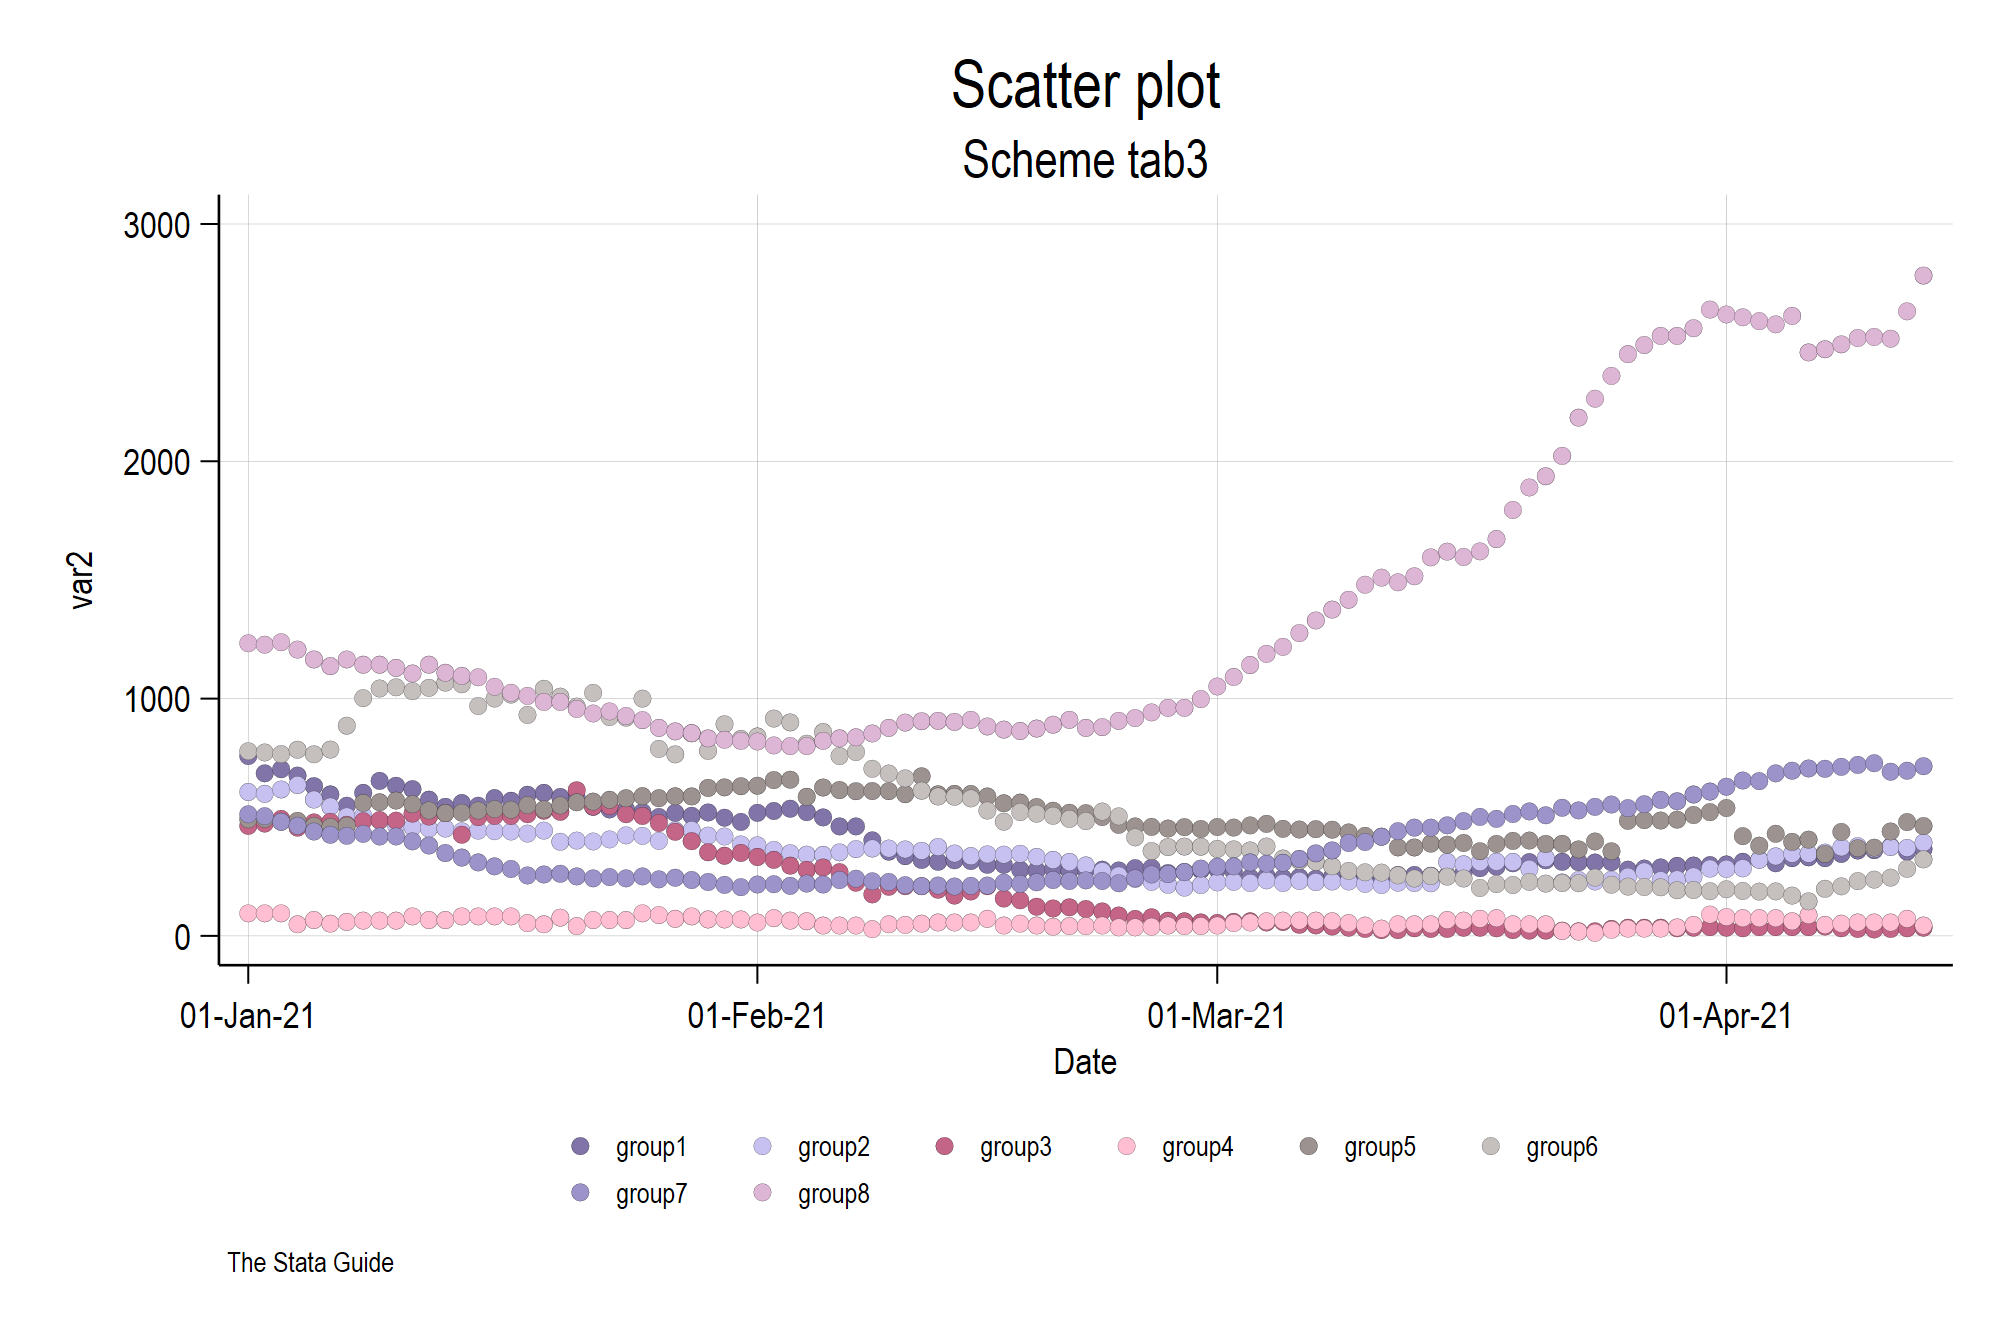 Scatter plot
Scheme tab3
3000
2000
1000
0
var2
01-Jan-21 01-Feb-21 01-Mar-21 01-Apr-21
Date
group1 group2 group3 group4 group5 group6
group7 group8
The Stata Guide